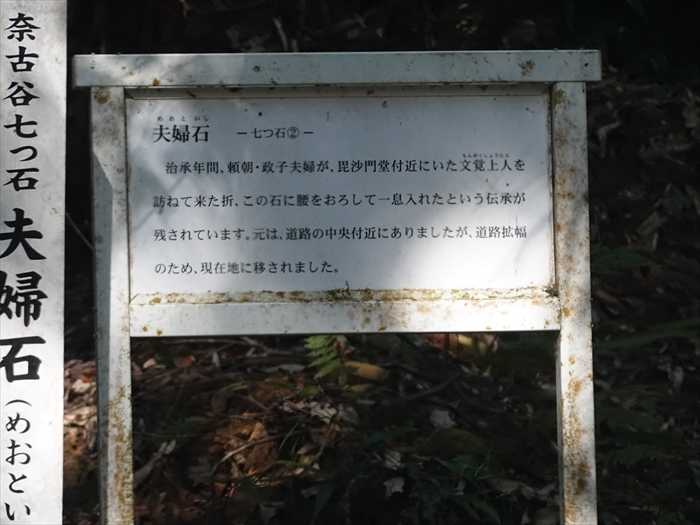 奈古谷七つ石 夫婦石(めおとい
めおといし
夫婦石 －七つ石②－
治承年間、頼朝・政子夫婦が、毘沙門堂付近にいた文覚上人を
もんがくしょうにん
訪ねて来た折、この石に腰をおろして一息入れたという伝承が
残されています。元は、道路の中央付近にありましたが、道路拡幅
のため、現在地に移されました。